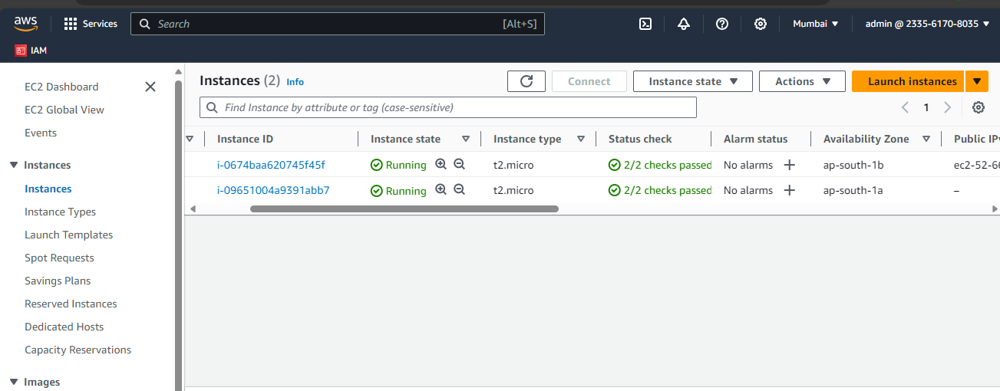 aws Services Search [Alt+S] Mumbai admin @ 2335-6170-8035
IAM
EC2 Dashboard
EC2 Global View
Events
Instances
Instances
Instance Types
Launch Templates
Spot Requests
Savings Plans
Reserved Instances
Dedicated Hosts
Capacity Reservations
Images
Instances (2) Info Connect Instance state Actions Launch instances
Find Instance by attribute or tag (case-sensitive) 1
Instance ID Instance state Instance type Status check Alarm status Availability Zone Public IPv
i-0674baa620745f45f Running t2.micro 2/2 checks passed No alarms + ap-south-1b ec2-52-66
i-09651004a9391abb7 Running t2.micro 2/2 checks passed No alarms + ap-south-1a –